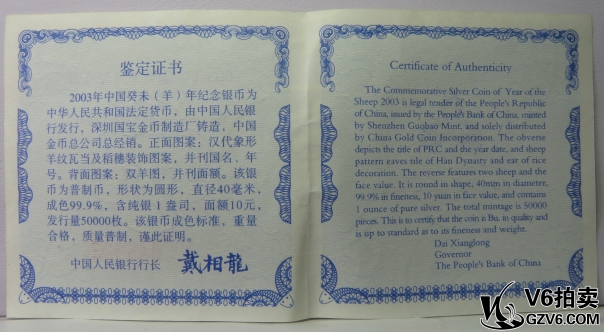 鉴定证书
2003年中国癸未（羊）年纪念银币为
中华人民共和国法定货币，由中国人民银
行发行，深圳国宝金币制造厂铸造，中国
金币总公司总经销。正面图案：汉代象形
羊纹瓦当及稻穗装饰图案，并刊国名、年
号。背面图案：双羊图，并刊面额。该银
币为普制币，形状为圆形，直径40毫米，
成色99.9%，含纯银1盎司，面额10元，
发行量50000枚。该银币成色标准，重量
合格，质量普制，谨此证明。
中国人民银行行长 戴相龍
Certificate of Authenticity
The Commemorative Silver Coin of Year of the
Sheep 2003 is legal tender of the People's Republic
of China, issued by the People's Bank of China, minted
by Shenzhen Guobao Mint, and solely distributed
by China Gold Coin Incorporation. The obverse
depicts the title of PRC and the year date, and sheep
pattern eaves tile of Han Dynasty and ear of rice
decoration. The reverse features two sheep and the
face value. It is round in shape, 40mm in diameter,
99.9% in fineness, 10 yuan in face value, and contains
1 ounce of pure silver. The total mintage is 50000
pieces. This is to certify that the coin is Bu. in quality and
is up to standard as to its fineness and weight.
Dai Xianglong
Governor
The People's Bank of China
V6拍卖
GZV6.COM